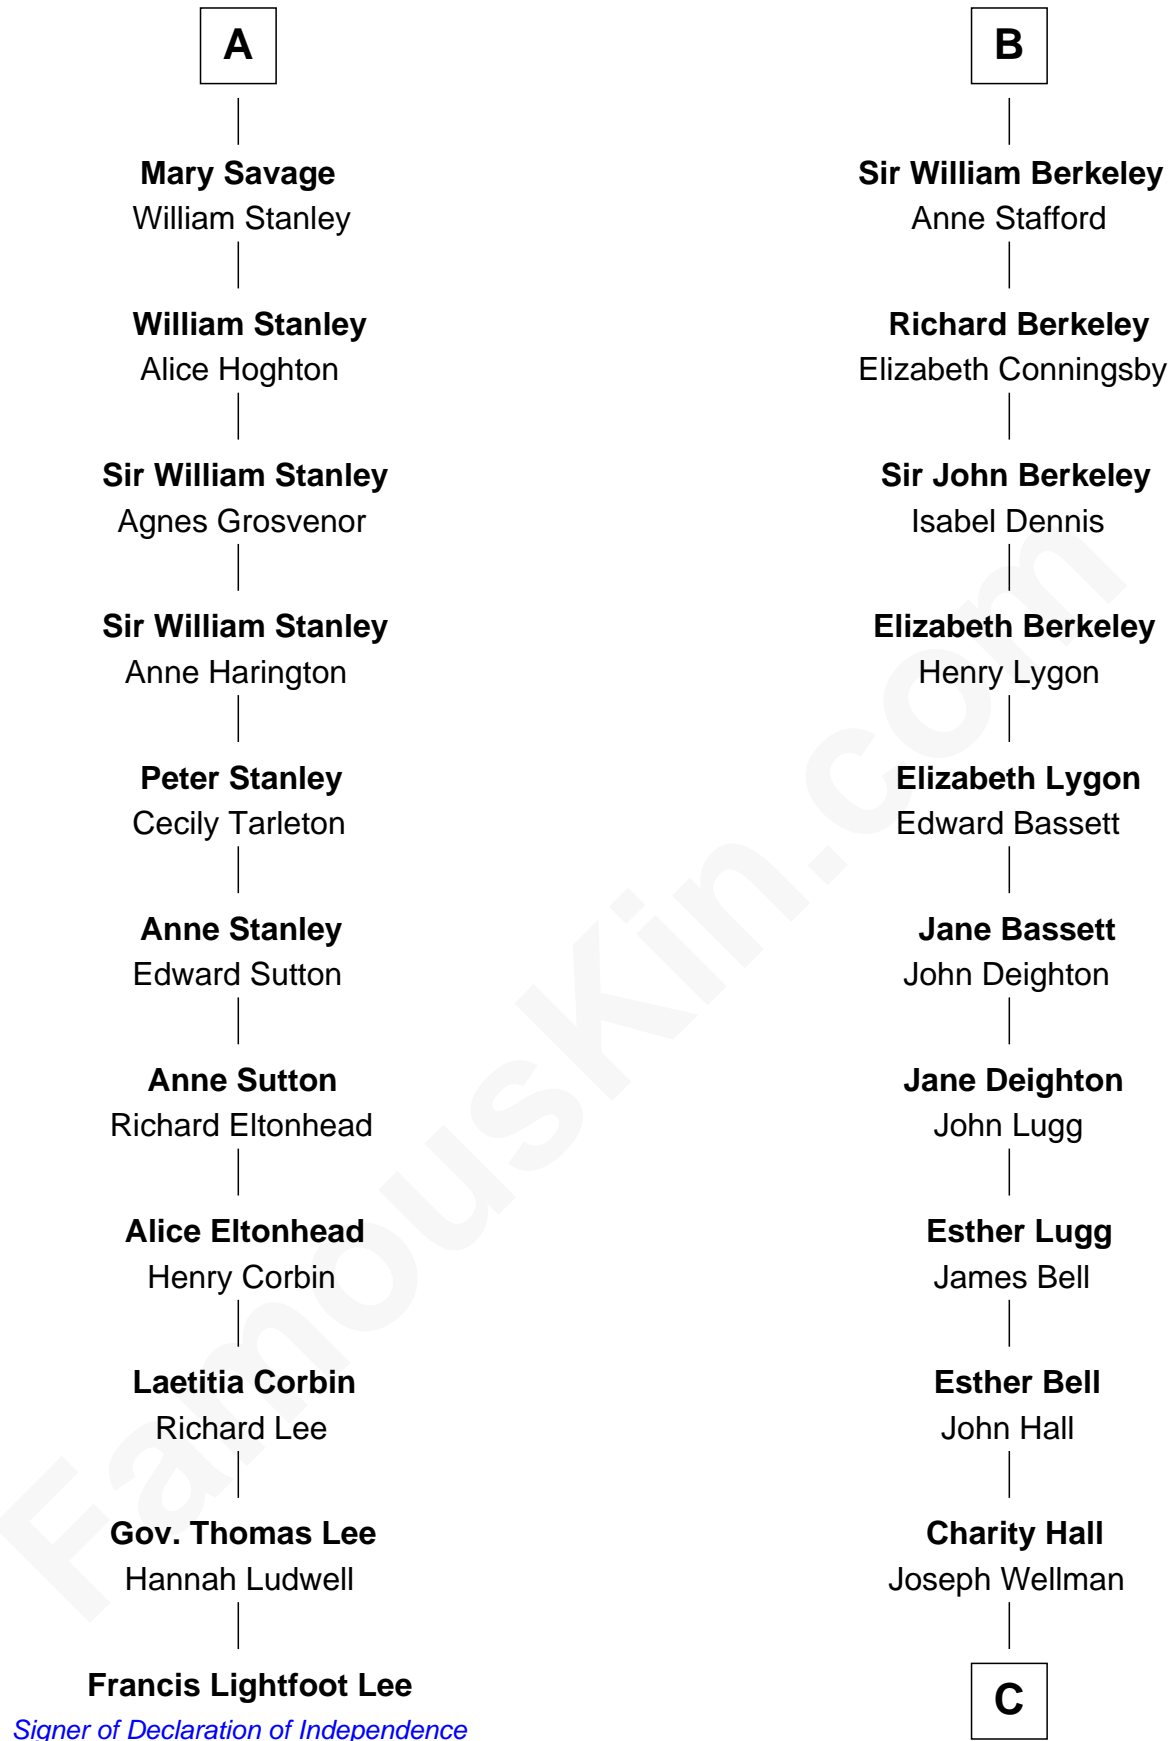 A
Mary Savage
William Stanley
William Stanley
Alice Hoghton
Sir William Stanley
Agnes Grosvenor
Sir William Stanley
Anne Harington
Peter Stanley
Cecily Tarleton
Anne Stanley
Edward Sutton
Anne Sutton
Richard Eltonhead
Alice Eltonhead
Henry Corbin
Laetitia Corbin
Richard Lee
Gov. Thomas Lee
Hannah Ludwell
Francis Lightfoot Lee
Signer of Declaration of Independence
B
Sir William Berkeley
Anne Stafford
Richard Berkeley
Elizabeth Conningsby
Sir John Berkeley
Isabel Dennis
Elizabeth Berkeley
Henry Lygon
Elizabeth Lygon
Edward Bassett
Jane Bassett
John Deighton
Jane Deighton
John Lugg
Esther Lugg
James Bell
Esther Bell
John Hall
Charity Hall
Joseph Wellman
C
FamousKin.com